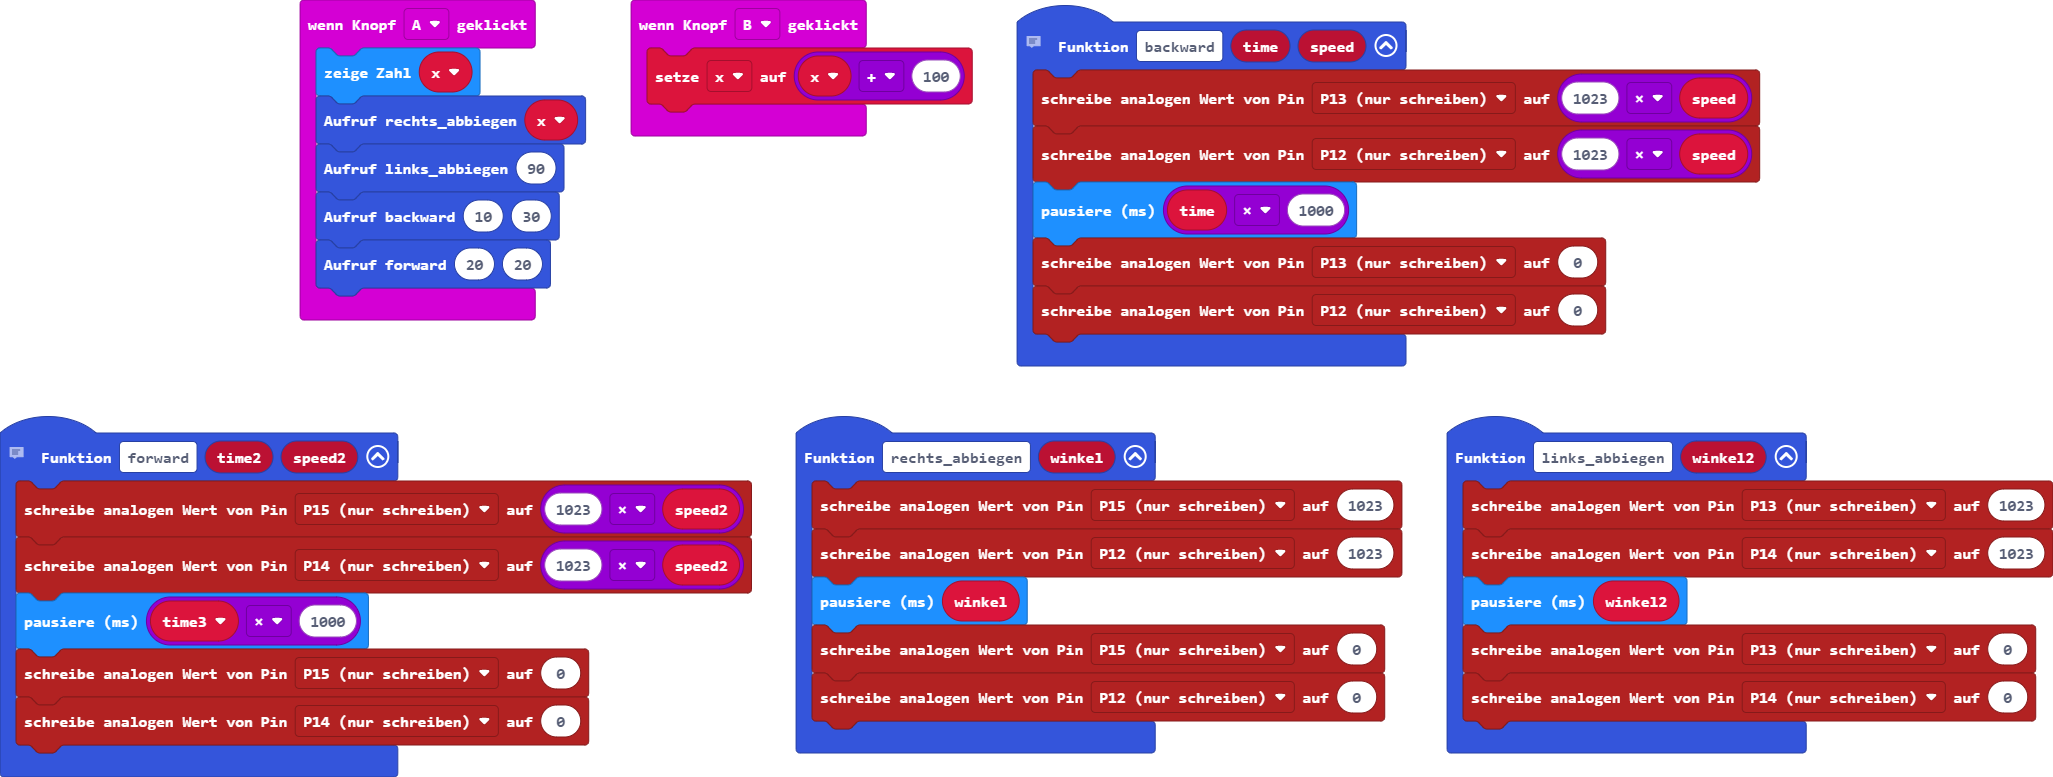 wenn Knopf A geklickt
zeige Zahl x
Aufruf rechts_abbiegen x
Aufruf links_abbiegen 90
Aufruf backward 10 30
Aufruf forward 20 20
wenn Knopf B geklickt
setze x auf x + 100
Funktion backward time speed
schreibe analogen Wert von Pin P13 (nur schreiben) auf 1023 × speed
schreibe analogen Wert von Pin P12 (nur schreiben) auf 1023 × speed
pausiere (ms) time × 1000
schreibe analogen Wert von Pin P13 (nur schreiben) auf 0
schreibe analogen Wert von Pin P12 (nur schreiben) auf 0
Funktion forward time2 speed2
schreibe analogen Wert von Pin P15 (nur schreiben) auf 1023 × speed2
schreibe analogen Wert von Pin P14 (nur schreiben) auf 1023 × speed2
pausiere (ms) time3 × 1000
schreibe analogen Wert von Pin P15 (nur schreiben) auf 0
schreibe analogen Wert von Pin P14 (nur schreiben) auf 0
Funktion rechts_abbiegen winkel
schreibe analogen Wert von Pin P15 (nur schreiben) auf 1023
schreibe analogen Wert von Pin P12 (nur schreiben) auf 1023
pausiere (ms) winkel
schreibe analogen Wert von Pin P15 (nur schreiben) auf 0
schreibe analogen Wert von Pin P12 (nur schreiben) auf 0
Funktion links_abbiegen winkel2
schreibe analogen Wert von Pin P13 (nur schreiben) auf 1023
schreibe analogen Wert von Pin P14 (nur schreiben) auf 1023
pausiere (ms) winkel2
schreibe analogen Wert von Pin P13 (nur schreiben) auf 0
schreibe analogen Wert von Pin P14 (nur schreiben) auf 0